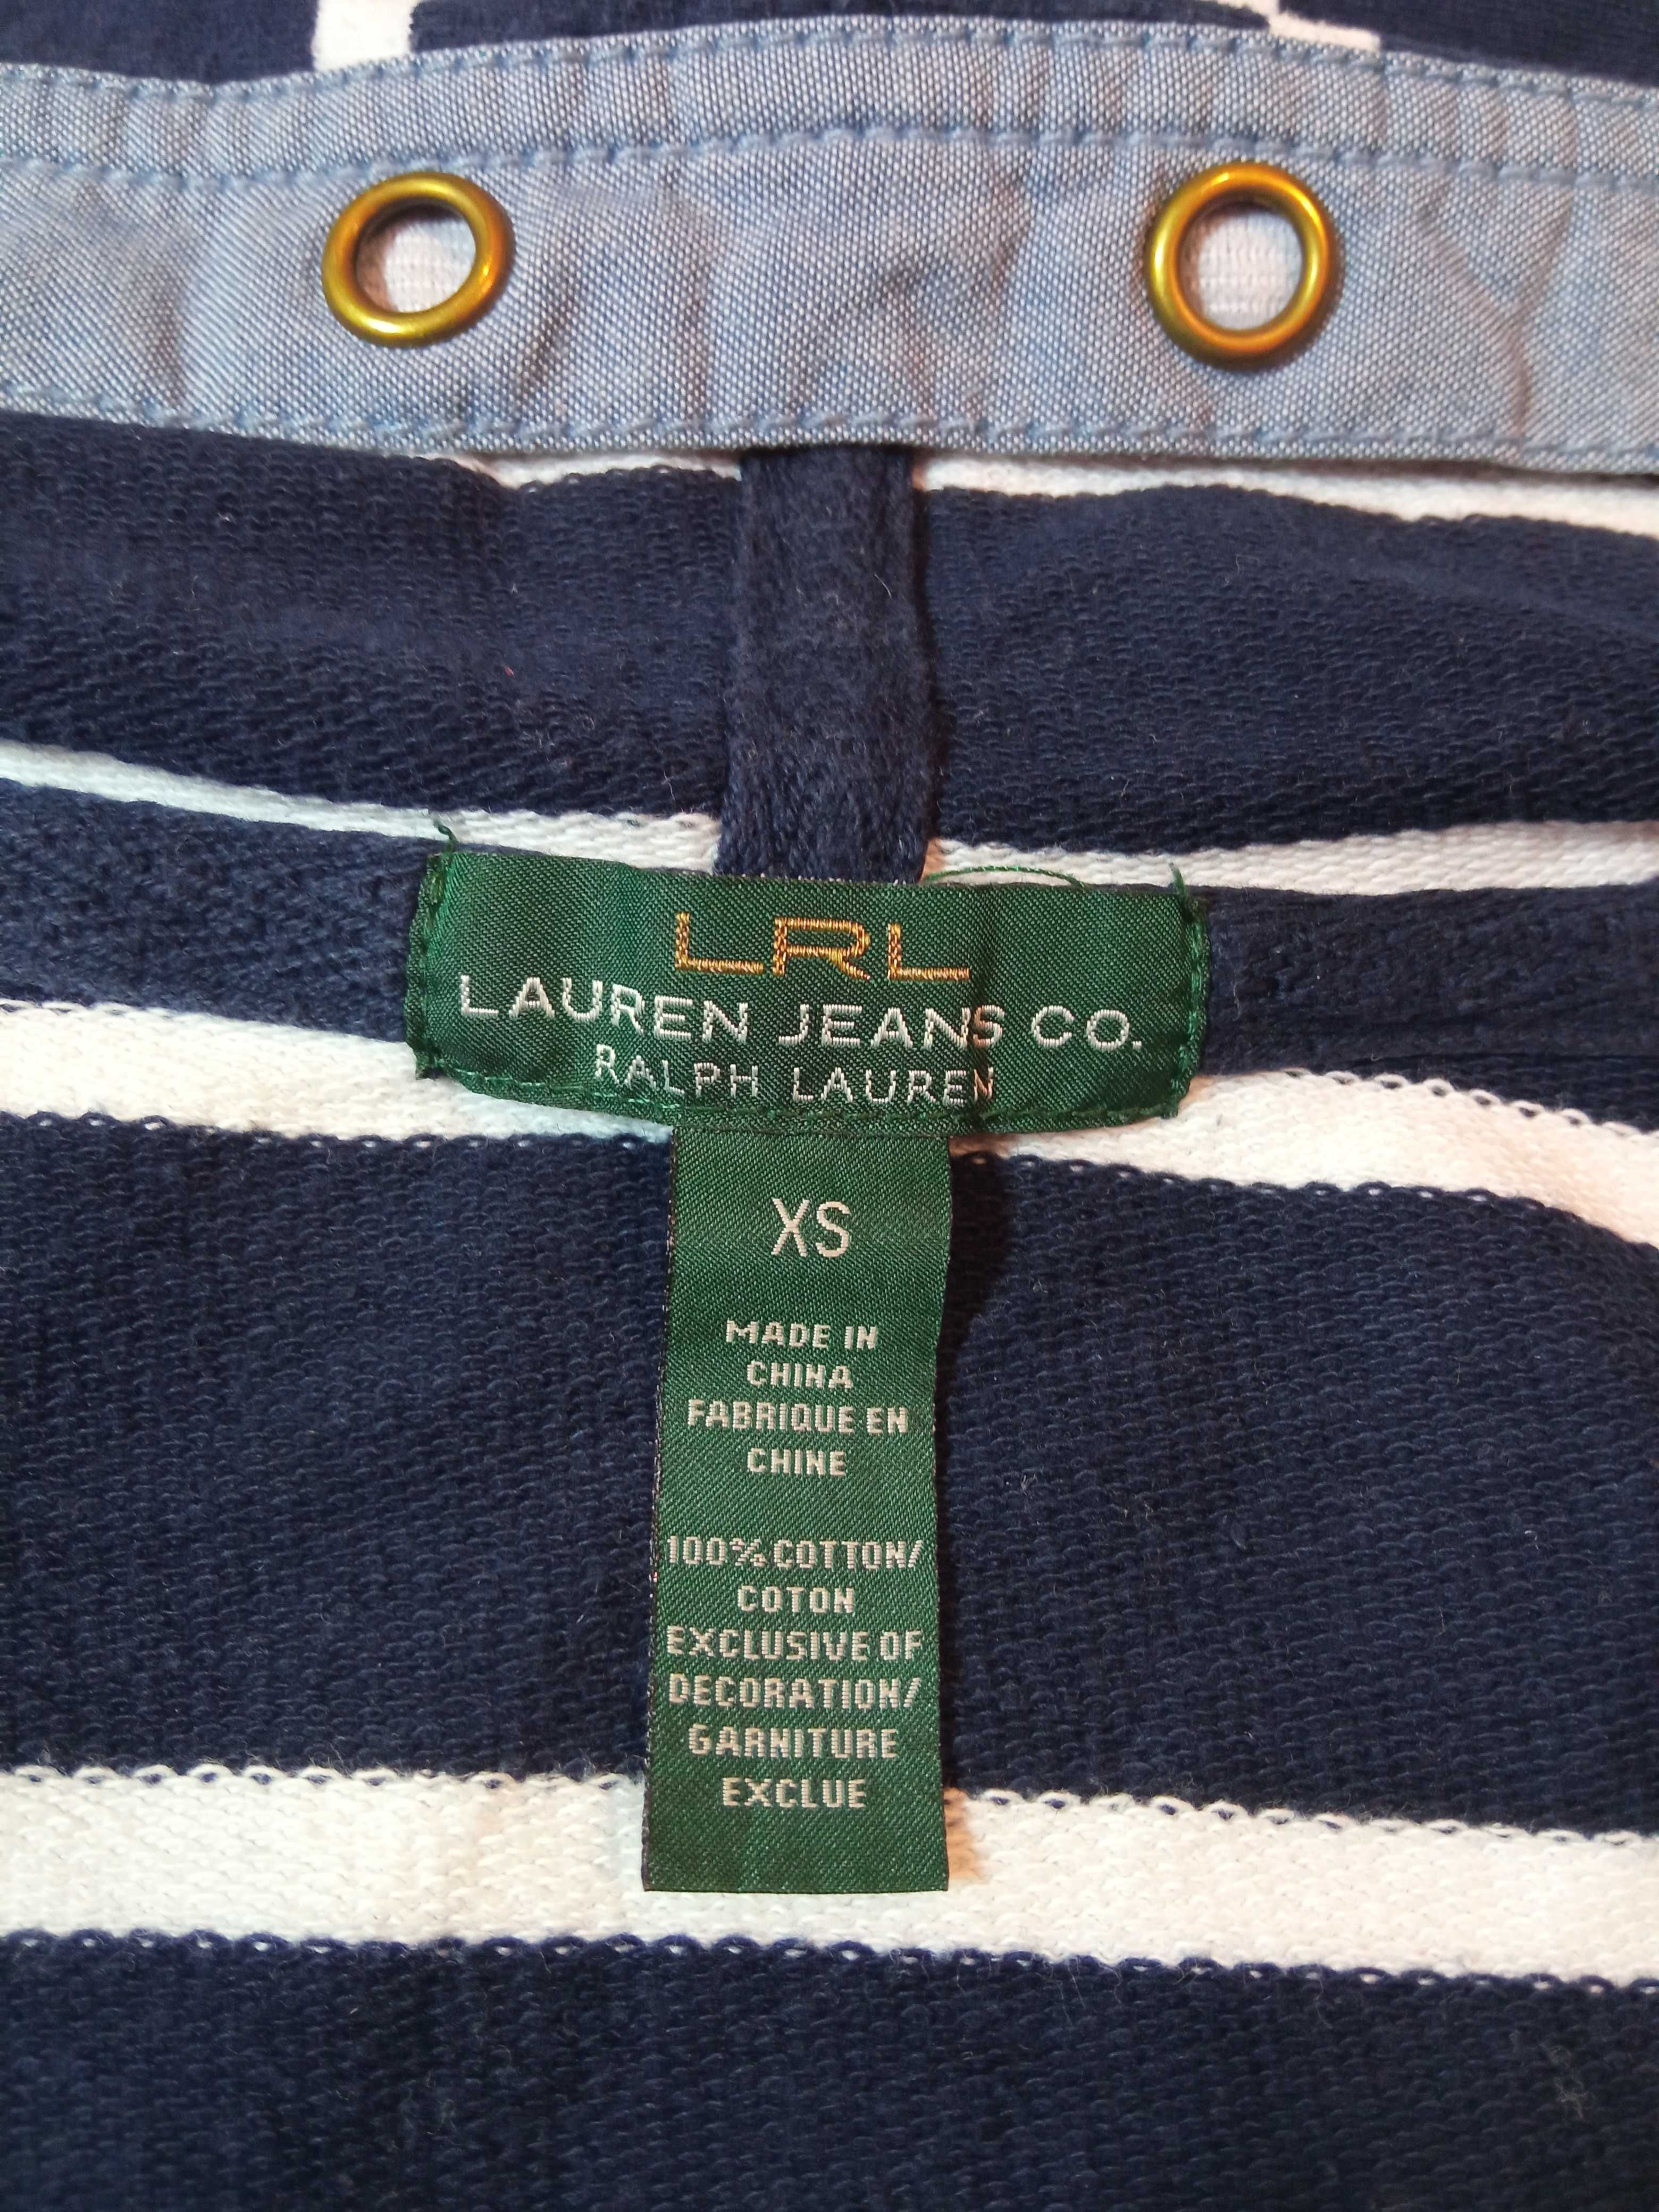 LRL
LAUREN JEANS CO.
RALPH LAUREN
XS
MADE IN
CHINA
FABRIQUE EN
CHINE
100% COTTON/
COTON
EXCLUSIVE OF
DECORATION/
GARNITURE
EXCLUE